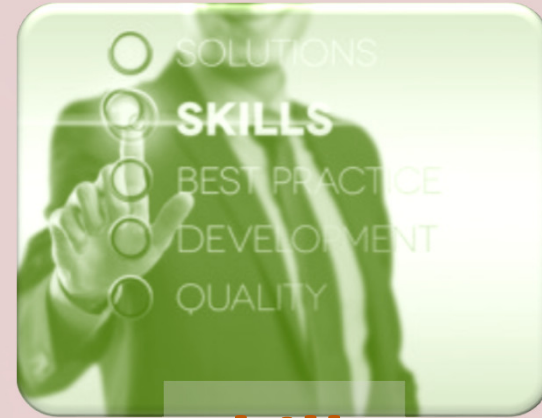 SOLUTIONS
SKILLS
BEST PRACTICE
DEVELOPMENT
QUALITY